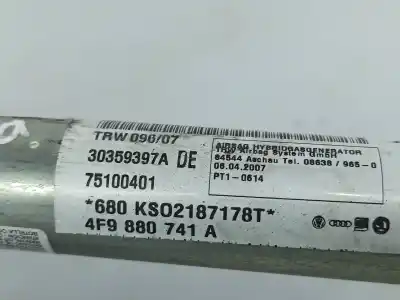 TRW 096/07
30359397A DE
75100401
*680 KSO2187178T*
4F9 880 741 A
AIRBAG HYBRIDGASGENERATOR
TRW Airbag System GmbH
84544 Aschau Tel. 08638 / 965-0
06.04.2007
PT1-0614